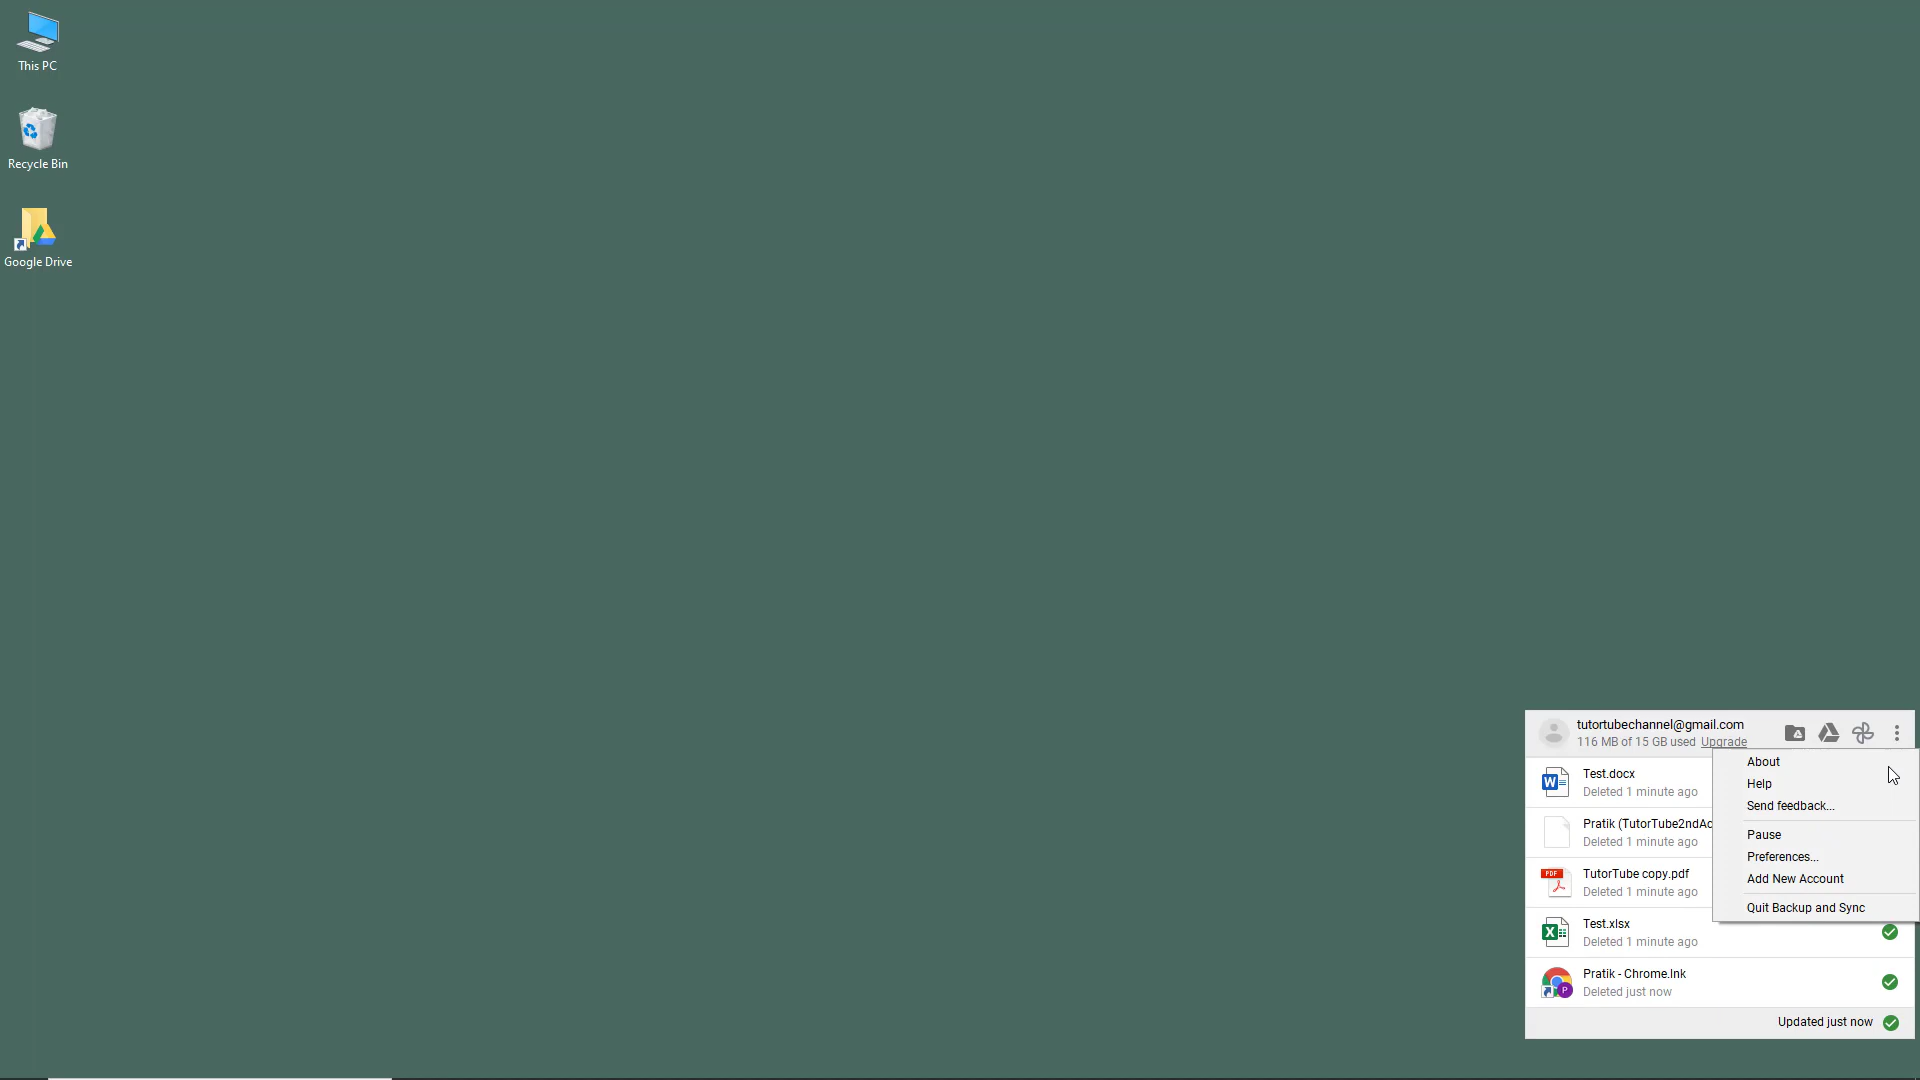 This PC
Recycle Bin
Google Drive
tutortubechannel@gmail.com
116 MB of 15 GB used Upgrade
Test.docx
Deleted 1 minute ago
Pratik (TutorTube2ndAc
Deleted 1 minute ago
PDF
TutorTube copy.pdf
Deleted 1 minute ago
Test.xlsx
Deleted 1 minute ago
P
Pratik - Chrome.lnk
Deleted just now
Updated just now
About
Help
Send feedback...
Pause
Preferences...
Add New Account
Quit Backup and Sync